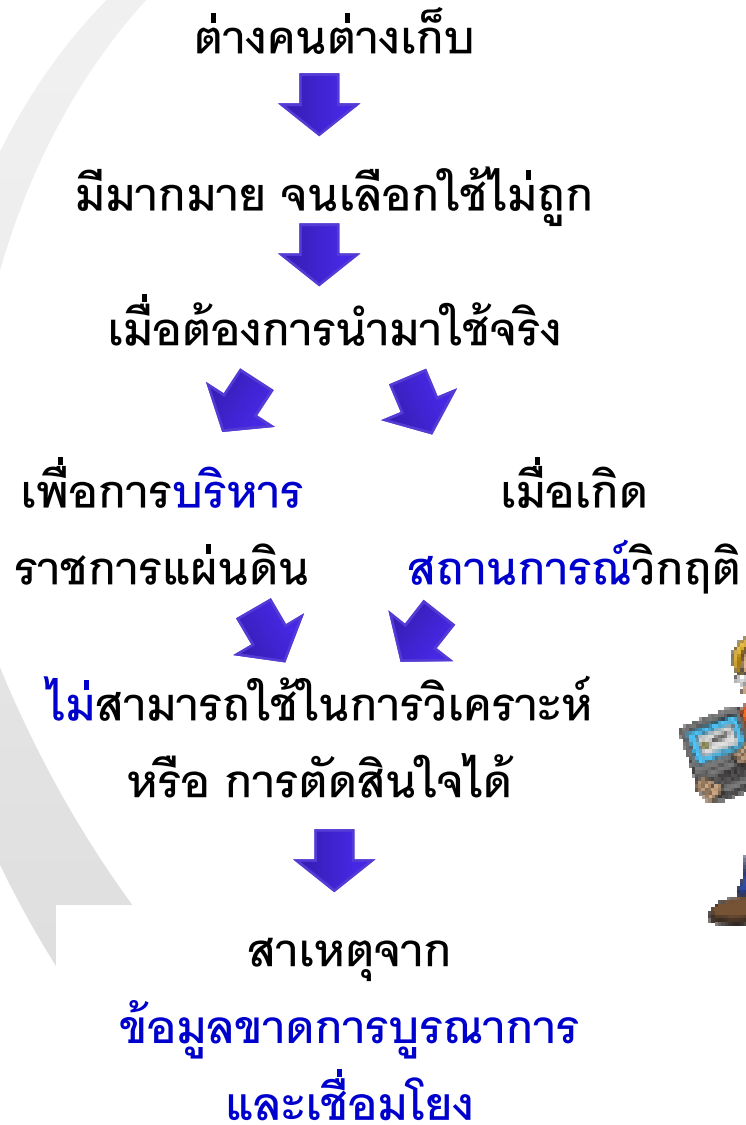 ต่างคนต่างเก็บ
มีมากมาย จนเลือกใช้ไม่ถูก
เมื่อต้องการนำมาใช้จริง
เพื่อการบริหาร
ราชการแผ่นดิน
เมื่อเกิด
สถานการณ์วิกฤติ
ไม่สามารถใช้ในการวิเคราะห์
หรือ การตัดสินใจได้
สาเหตุจาก
ข้อมูลขาดการบูรณาการ
และเชื่อมโยง